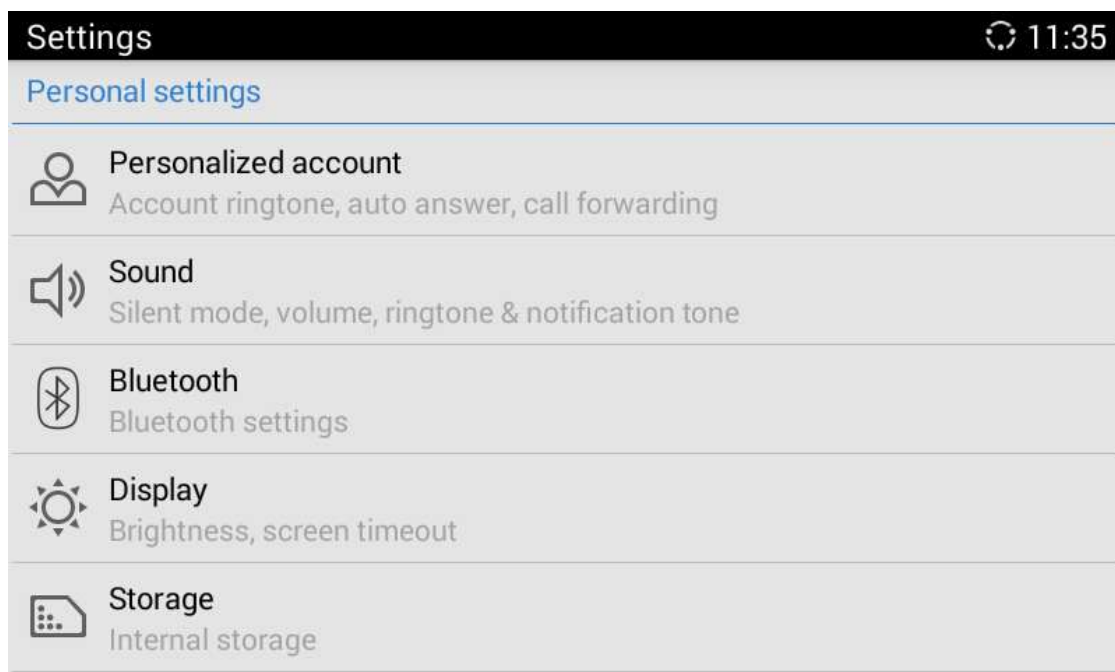 Settings 11:35
Personal settings
Personalized account
Account ringtone, auto answer, call forwarding
Sound
Silent mode, volume, ringtone & notification tone
Bluetooth
Bluetooth settings
Display
Brightness, screen timeout
Storage
Internal storage